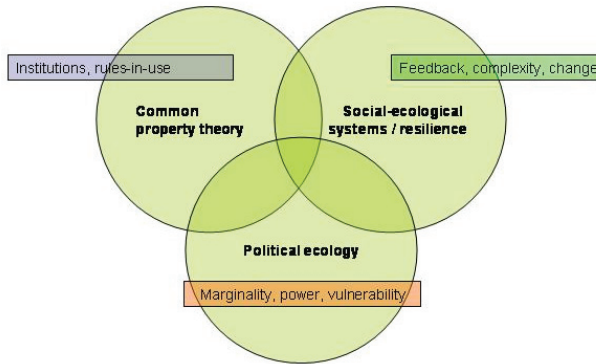 Institutions, rules-in-use
Feedback, complexity, change
Common
property theory
Social-ecological
systems / resilience
Political ecology
Marginality, power, vulnerability